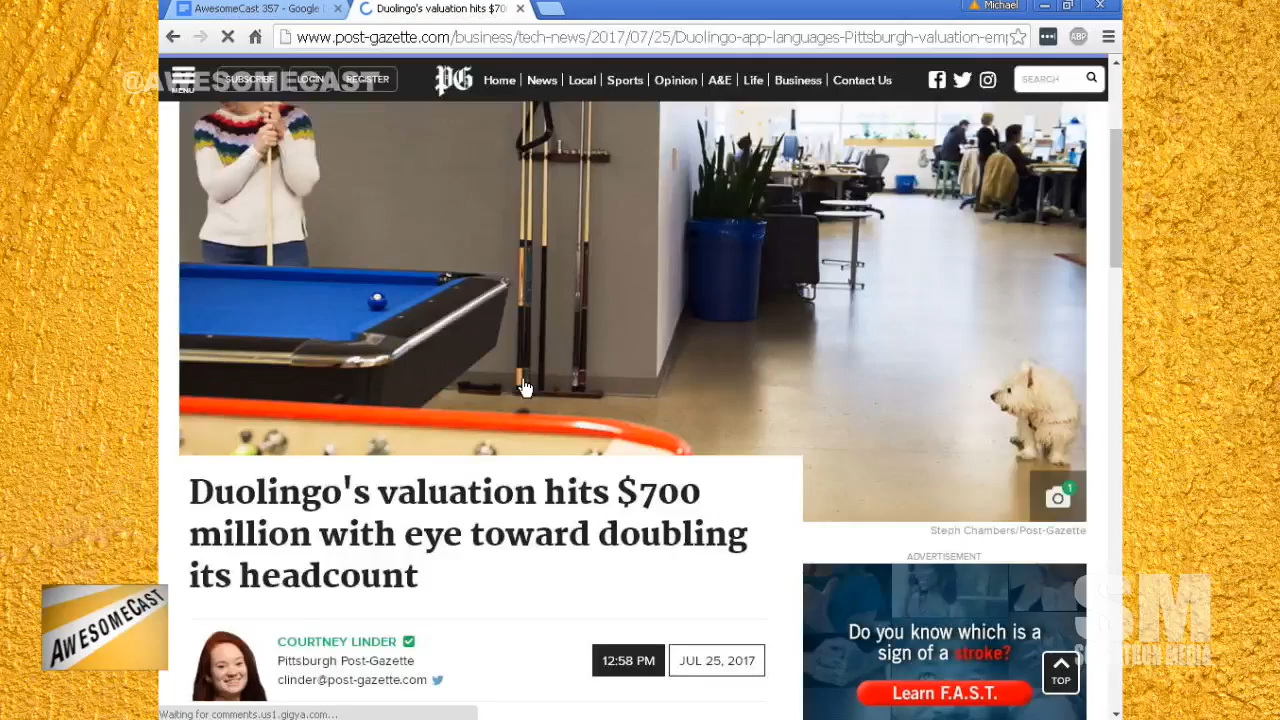 AwesomeCast 357 - Google
Duolingo's valuation hits $70
Michael
www.post-gazette.com/business/tech-news/2017/07/25/Duolingo-app-languages-Pittsburgh-valuation-em
ABP
@AWESOMECAST
MENU
SUBSCRIBE
LOGIN
REGISTER
PG
Home
News
Local
Sports
Opinion
A&E
Life
Business
Contact Us
SEARCH
1
Duolingo's valuation hits $700
million with eye toward doubling
its headcount
Steph Chambers/Post-Gazette
ADVERTISEMENT
COURTNEY LINDER
Pittsburgh Post-Gazette
clinder@post-gazette.com
12:58 PM
JUL 25, 2017
Do you know which is a
sign of a stroke?
Learn F.A.S.T.
TOP
AWESOMECAST
SM
Waiting for comments.us1.gigya.com...